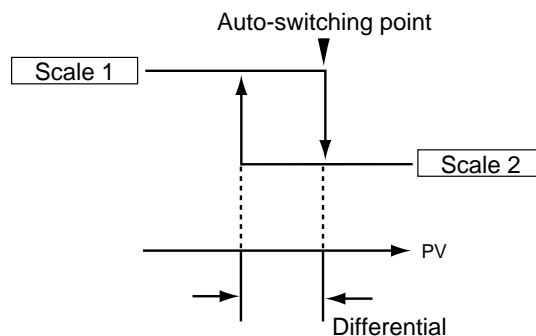 Auto-switching point
Scale 1
Scale 2
PV
Differential